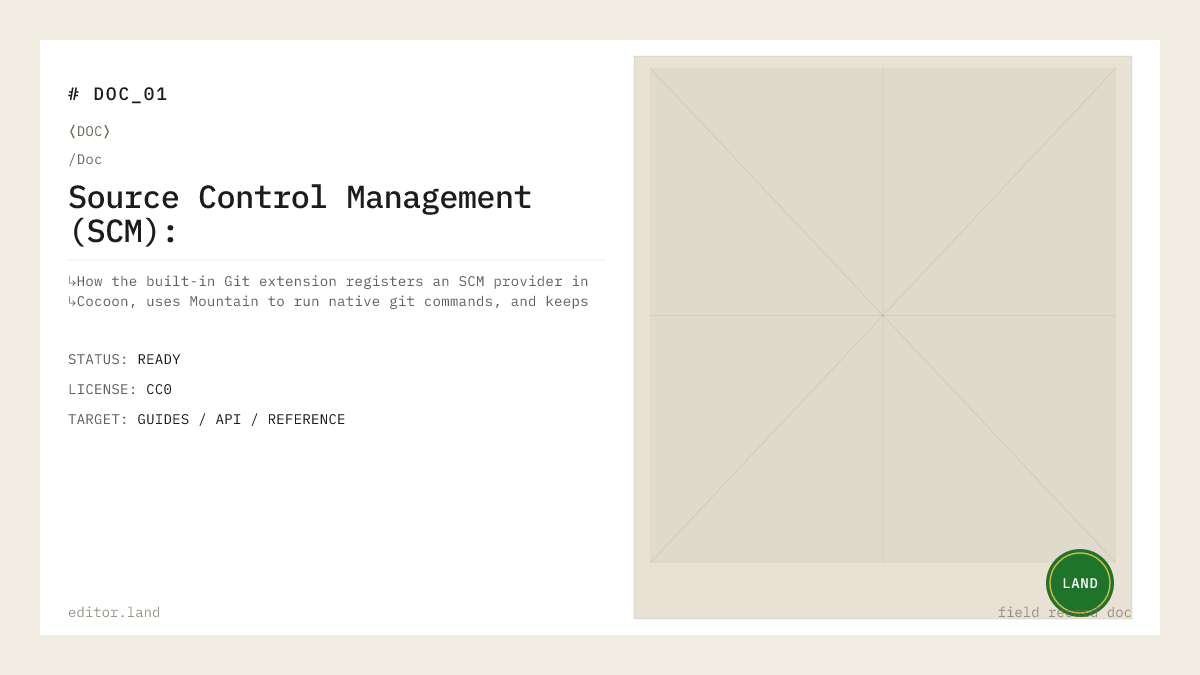 # DOC_01
⟨DOC⟩
/Doc
Source Control Management
(SCM):
↳How the built-in Git extension registers an SCM provider in
↳Cocoon, uses Mountain to run native git commands, and keeps
STATUS: READY
LICENSE: CC0
TARGET: GUIDES / API / REFERENCE
LAND
editor.land
field record doc